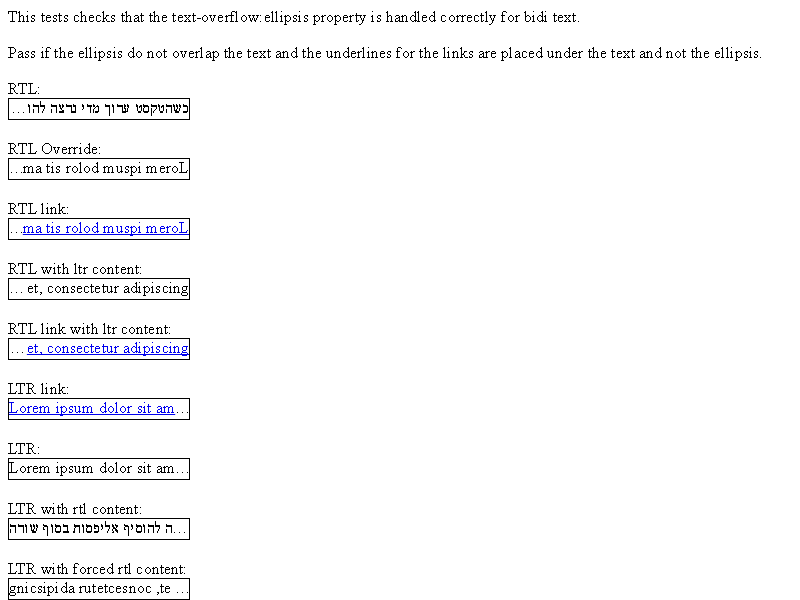 This tests checks that the text-overflow:ellipsis property is handled correctly for bidi text.
Pass if the ellipsis do not overlap the text and the underlines for the links are placed under the text and not the ellipsis.
RTL:
כשהטקסט ערוך מדי נרצה להו...
RTL Override:
...ma tis rolod muspi meroL
RTL link:
...ma tis rolod muspi meroL
RTL with ltr content:
... et, consectetur adipiscing
RTL link with ltr content:
... et, consectetur adipiscing
LTR link:
Lorem ipsum dolor sit am...
LTR:
Lorem ipsum dolor sit am...
LTR with rtl content:
ה להוסיף אליפסות בסוף שורה...
LTR with forced rtl content:
gnicsipida rutetcesnoc ,te ...